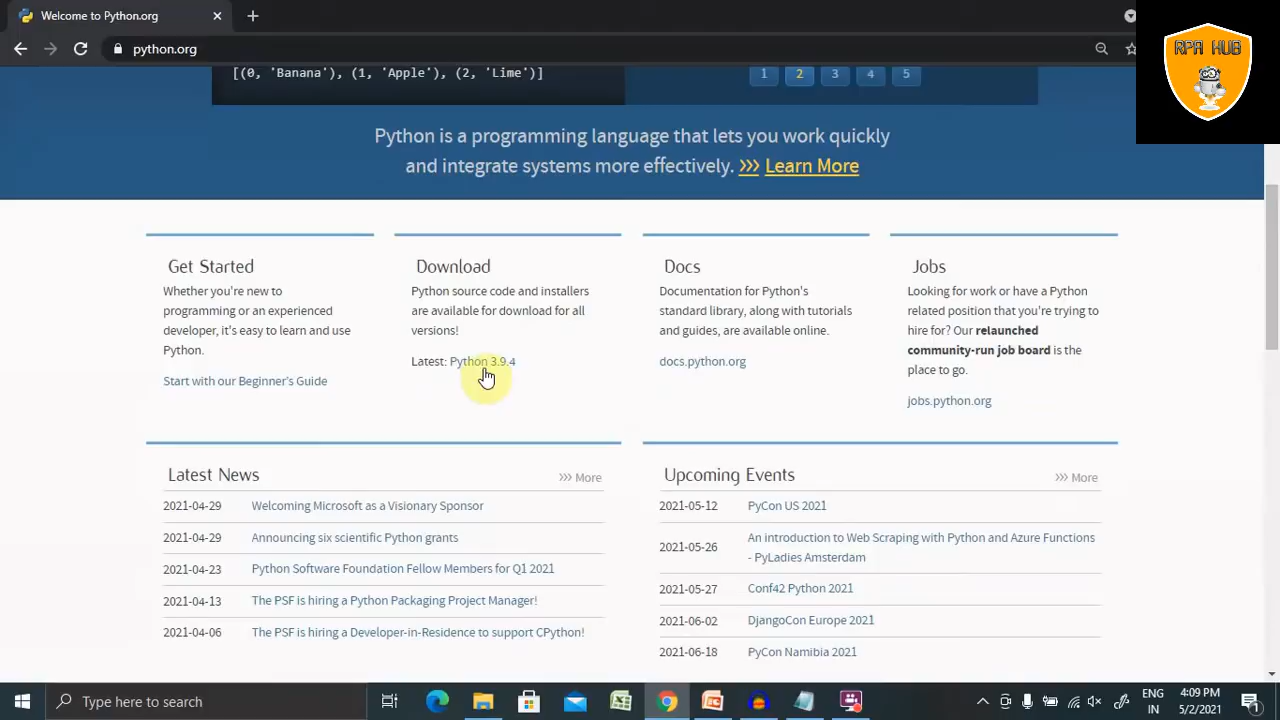 Welcome to Python.org
python.org
RPA HUB
[(0, 'Banana'), (1, 'Apple'), (2, 'Lime')]
1 2 3 4 5
Python is a programming language that lets you work quickly
and integrate systems more effectively. >>> Learn More
Get Started
Whether you're new to
programming or an experienced
developer, it's easy to learn and use
Python.
Start with our Beginner's Guide
Download
Python source code and installers
are available for download for all
versions!
Latest: Python 3.9.4
Docs
Documentation for Python's
standard library, along with tutorials
and guides, are available online.
docs.python.org
Jobs
Looking for work or have a Python
related position that you're trying to
hire for? Our relaunched
community-run job board is the
place to go.
jobs.python.org
Latest News
>>> More
2021-04-29 Welcoming Microsoft as a Visionary Sponsor
2021-04-29 Announcing six scientific Python grants
2021-04-23 Python Software Foundation Fellow Members for Q1 2021
2021-04-13 The PSF is hiring a Python Packaging Project Manager!
2021-04-06 The PSF is hiring a Developer-in-Residence to support CPython!
Upcoming Events
>>> More
2021-05-12 PyCon US 2021
2021-05-26 An introduction to Web Scraping with Python and Azure Functions
- PyLadies Amsterdam
2021-05-27 Conf42 Python 2021
2021-06-02 DjangoCon Europe 2021
2021-06-18 PyCon Namibia 2021
Type here to search
ENG
IN
4:09 PM
5/2/2021
1